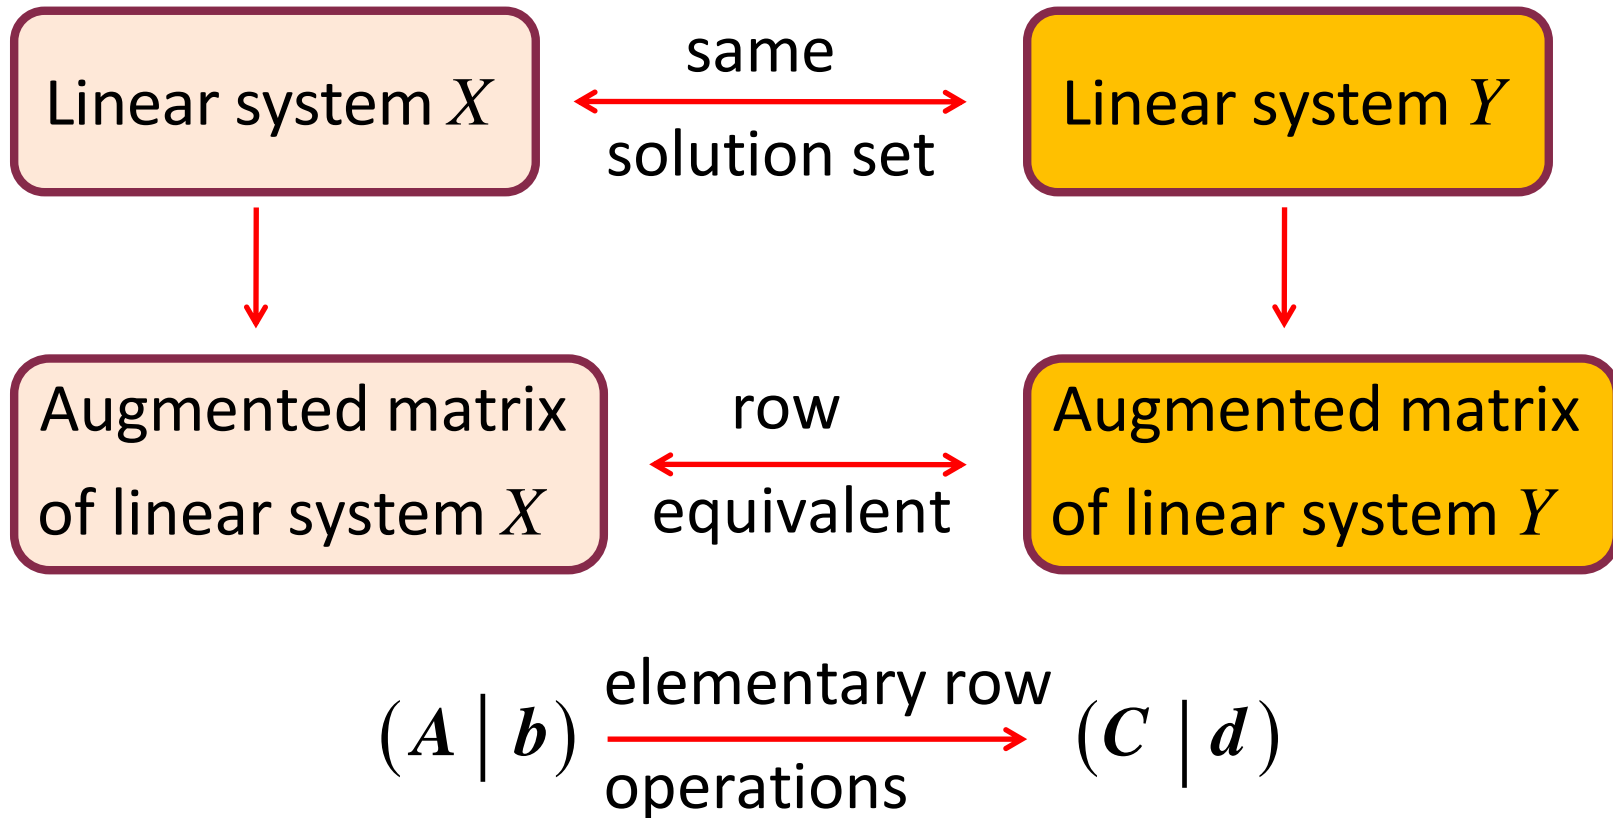 Linear system X
same
solution set
Linear system Y
Augmented matrix
of linear system X
row
equivalent
Augmented matrix
of linear system Y
(A | b)
elementary row
operations
(C | d)